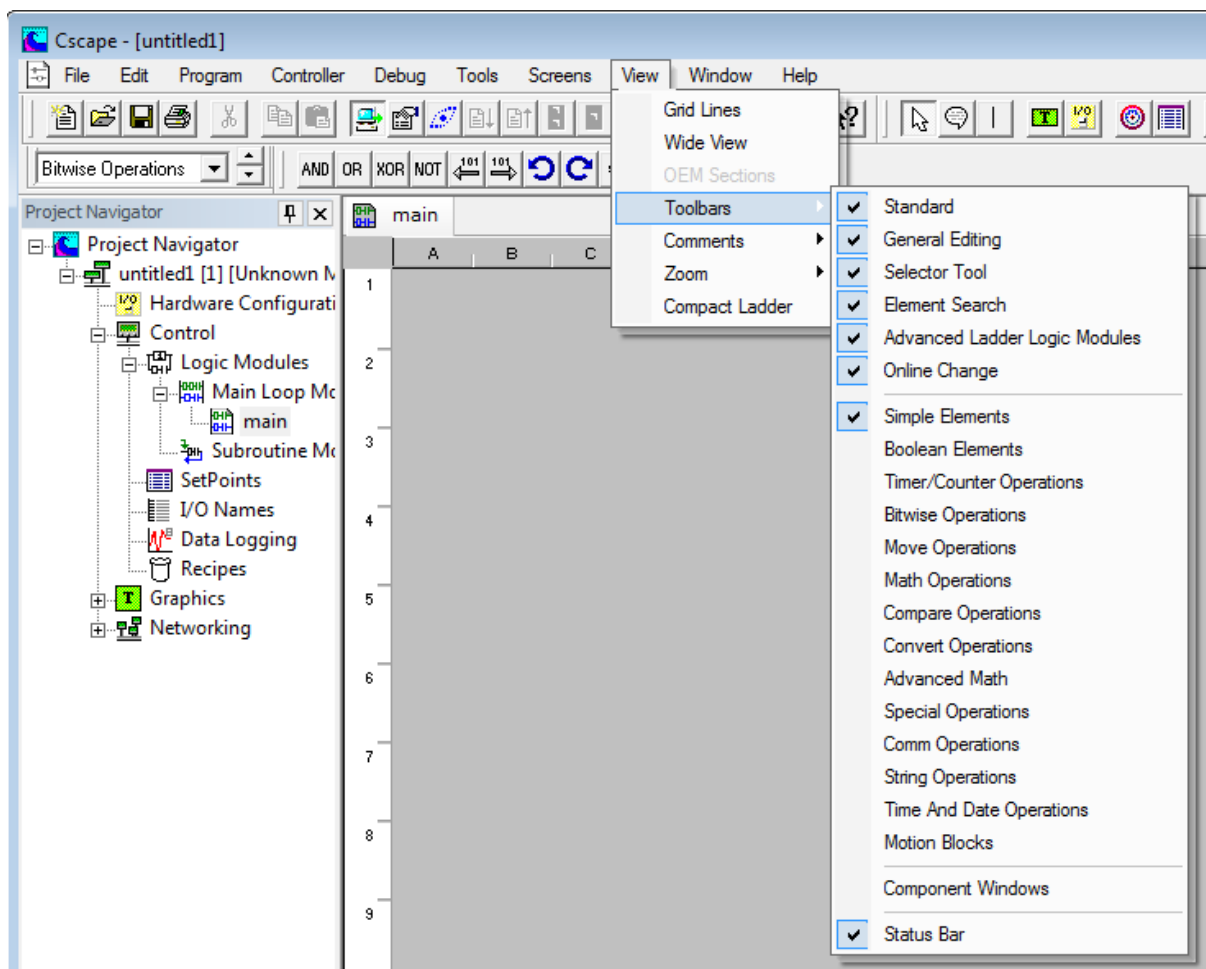 Cscape - [untitled1]
File Edit Program Controller Debug Tools Screens View Window Help
T I/O
Bitwise Operations AND OR XOR NOT 101 101
Project Navigator main
Project Navigator
untitled1 [1] [Unknown M
Hardware Configurati
Control
Logic Modules
Main Loop Mo
main
Subroutine Mo
SetPoints
I/O Names
Data Logging
Recipes
T Graphics
Networking
A B C
1
2
3
4
5
6
7
8
9
Grid Lines
Wide View
OEM Sections
Toolbars
Comments
Zoom
Compact Ladder
Standard
General Editing
Selector Tool
Element Search
Advanced Ladder Logic Modules
Online Change
Simple Elements
Boolean Elements
Timer/Counter Operations
Bitwise Operations
Move Operations
Math Operations
Compare Operations
Convert Operations
Advanced Math
Special Operations
Comm Operations
String Operations
Time And Date Operations
Motion Blocks
Component Windows
Status Bar